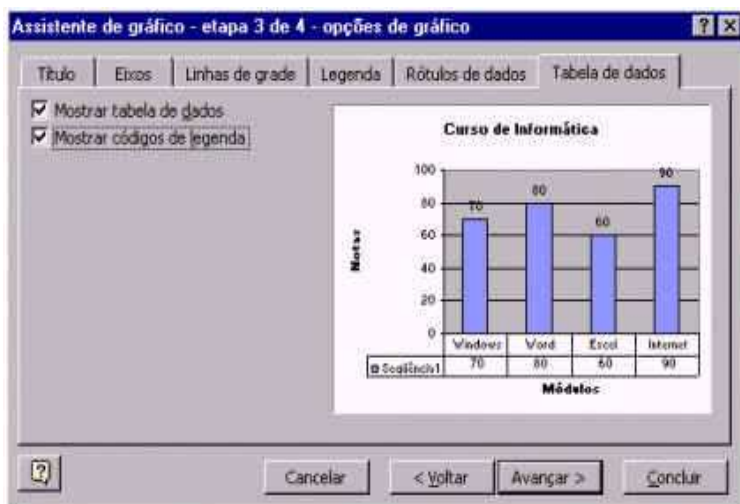 Assistente de gráfico - etapa 3 de 4 - opções de gráfico
Título Eixos Linhas de grade Legenda Rótulos de dados Tabela de dados
Mostrar tabela de dados
Mostrar códigos de legenda
Curso de Informática
Notas
100
80
60
40
20
0
70
80
60
90
Windows Word Excel Internet
Seqüência1 70 80 60 90
Módulos
Cancelar < Voltar Avançar > Concluir